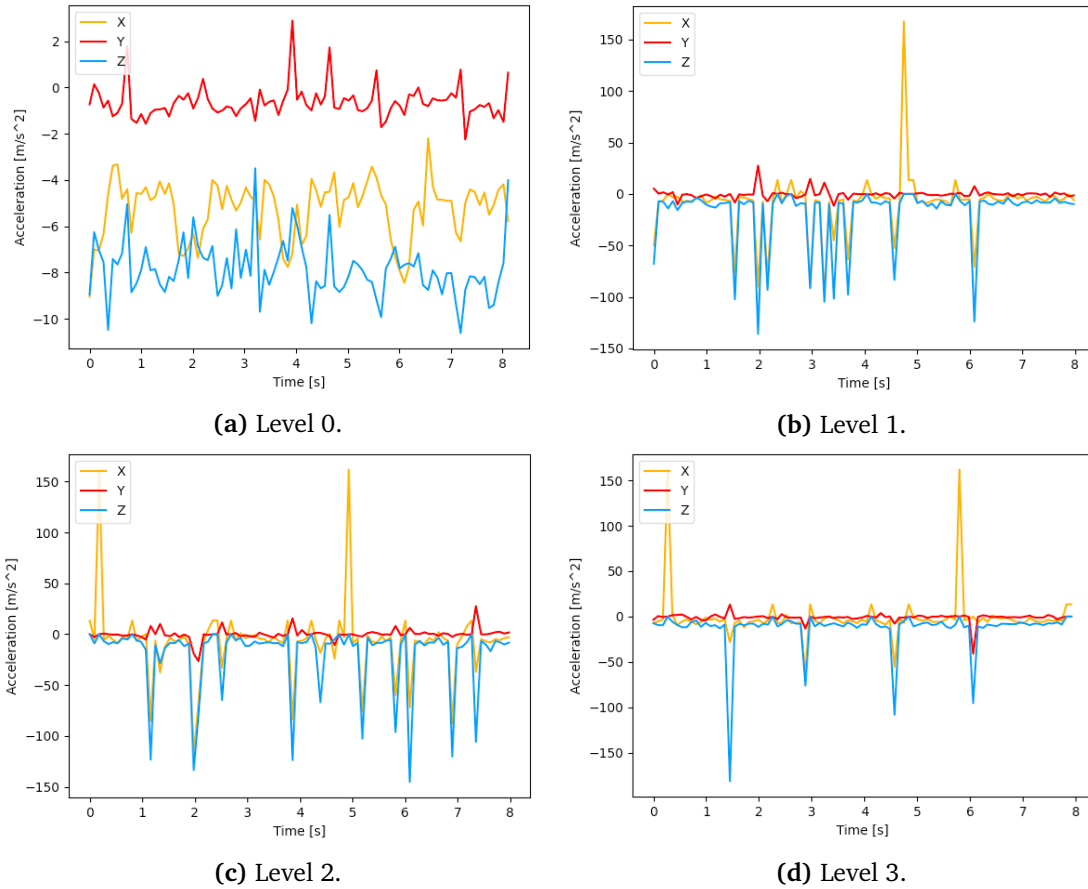 X
Y
Z
2
0
−2
−4
−6
−8
−10
Acceleration [m/s^2]
0 1 2 3 4 5 6 7 8
Time [s]
(a) Level 0.
X
Y
Z
150
100
50
0
−50
−100
−150
Acceleration [m/s^2]
0 1 2 3 4 5 6 7 8
Time [s]
(b) Level 1.
X
Y
Z
150
100
50
0
−50
−100
−150
Acceleration [m/s^2]
0 1 2 3 4 5 6 7 8
Time [s]
(c) Level 2.
X
Y
Z
150
100
50
0
−50
−100
−150
Acceleration [m/s^2]
0 1 2 3 4 5 6 7 8
Time [s]
(d) Level 3.